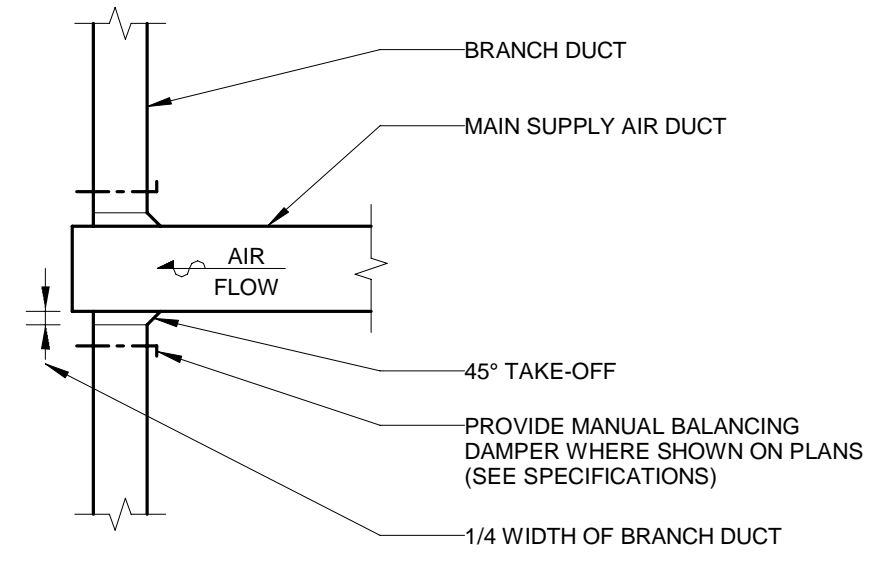 BRANCH DUCT
MAIN SUPPLY AIR DUCT
AIR
FLOW
45° TAKE-OFF
PROVIDE MANUAL BALANCING
DAMPER WHERE SHOWN ON PLANS
(SEE SPECIFICATIONS)
1/4 WIDTH OF BRANCH DUCT